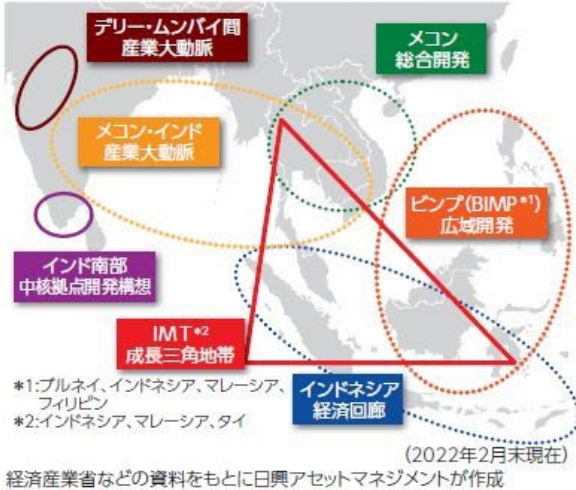 デリー・ムンバイ間
産業大動脈
メコン
総合開発
メコン・インド
産業大動脈
ビンプ(BIMP*1)
広域開発
インド南部
中核拠点開発構想
IMT*2
成長三角地帯
インドネシア
経済回廊
*1:ブルネイ、インドネシア、マレーシア、
フィリピン
*2:インドネシア、マレーシア、タイ
(2022年2月末現在)
経済産業省などの資料をもとに日興アセットマネジメントが作成